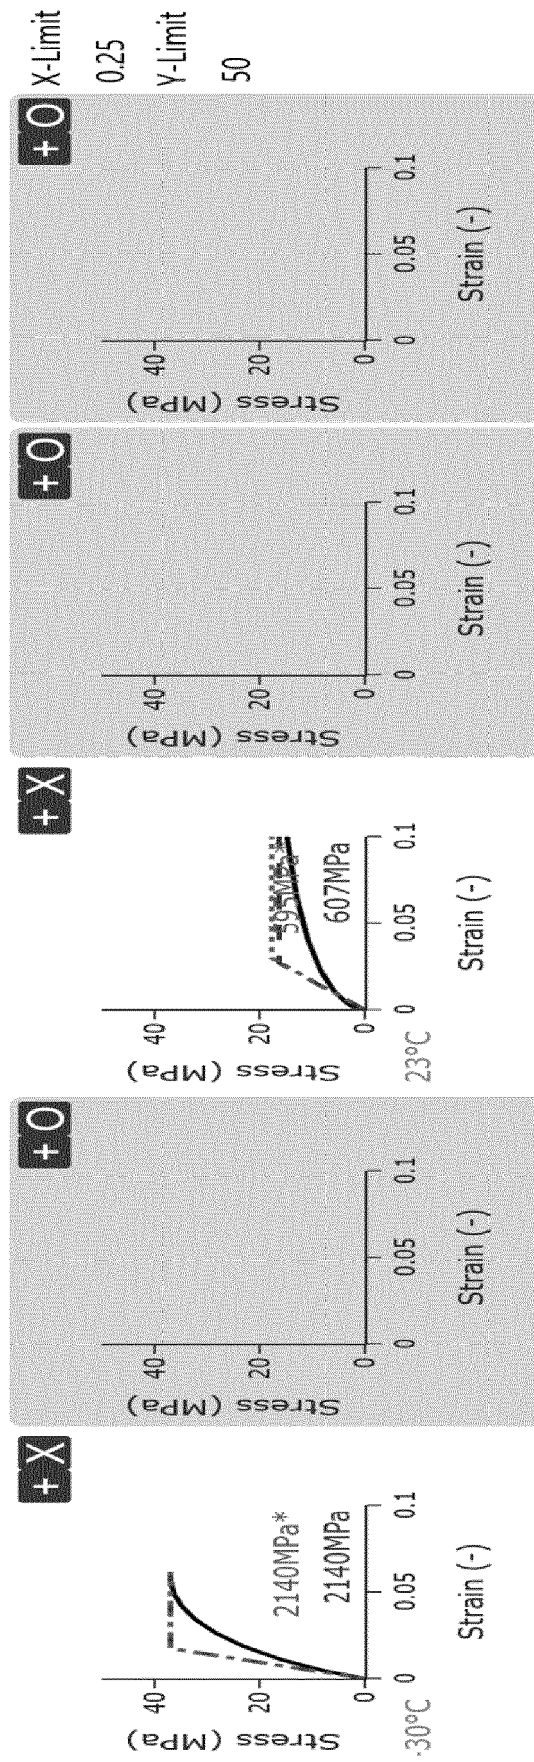 + X
Stress (MPa)
40
20
0
2140MPa*
2140MPa
0
0.05
0.1
-30ºC
Strain (-)
+ O
Stress (MPa)
40
20
0
0
0.05
0.1
Strain (-)
+ X
Stress (MPa)
40
20
0
607MPa
0
0.05
0.1
23ºC
Strain (-)
+ O
Stress (MPa)
40
20
0
0
0.05
0.1
Strain (-)
+ O
Stress (MPa)
40
20
0
0
0.05
0.1
Strain (-)
X-Limit
0.25
Y-Limit
50